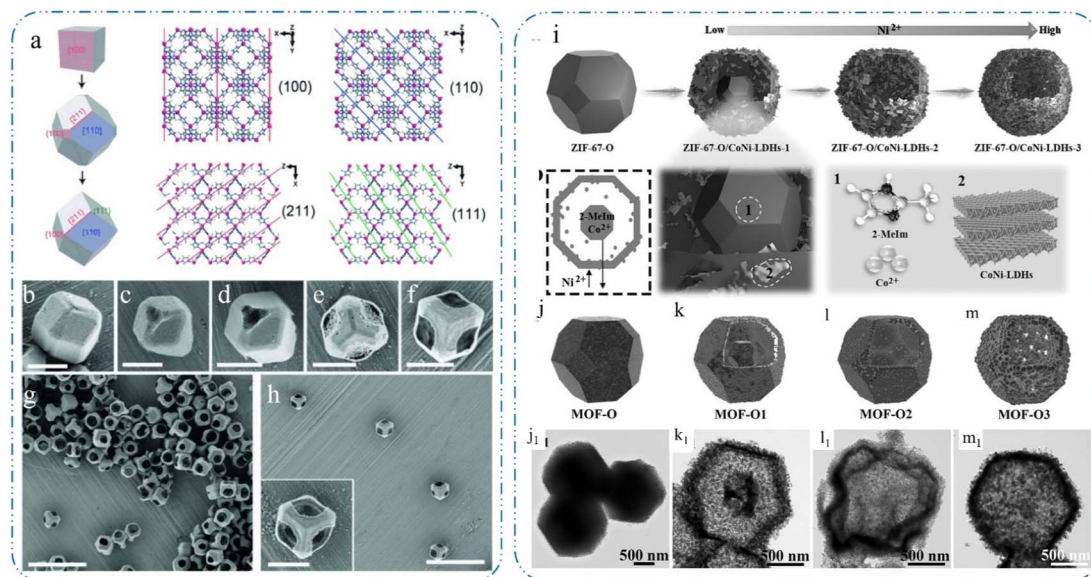 a
{100}
{211}
{100}
{110}
{211}
{111}
{100}
{110}
X
Z
Y
(100)
X
Z
Y
(110)
Z
X
(211)
Z
Y
(111)
b
c
d
e
f
g
h
i
Low
Ni2+
High
ZIF-67-O
ZIF-67-O/CoNi-LDHs-1
ZIF-67-O/CoNi-LDHs-2
ZIF-67-O/CoNi-LDHs-3
2-MeIm
Co2+
Ni2+
1
2
1
2-MeIm
Co2+
2
CoNi-LDHs
j
k
l
m
MOF-O
MOF-O1
MOF-O2
MOF-O3
j1
k1
l1
m1
500 nm
500 nm
500 nm
500 nm